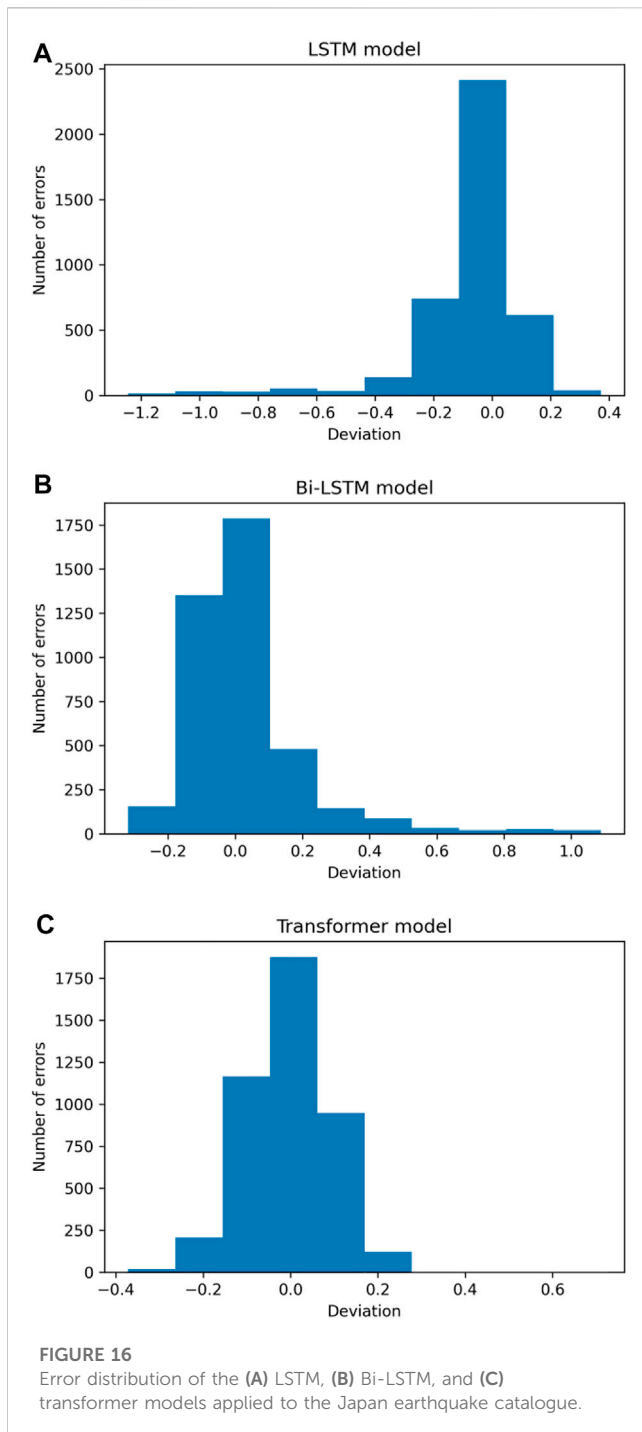 A
LSTM model
2500
2000
1500
1000
500
0
Number of errors
−1.2 −1.0 −0.8 −0.6 −0.4 −0.2 0.0 0.2 0.4
Deviation
B
Bi-LSTM model
1750
1500
1250
1000
750
500
250
0
Number of errors
−0.2 0.0 0.2 0.4 0.6 0.8 1.0
Deviation
C
Transformer model
1750
1500
1250
1000
750
500
250
0
Number of errors
−0.4 −0.2 0.0 0.2 0.4 0.6
Deviation
FIGURE 16
Error distribution of the (A) LSTM, (B) Bi-LSTM, and (C)
transformer models applied to the Japan earthquake catalogue.